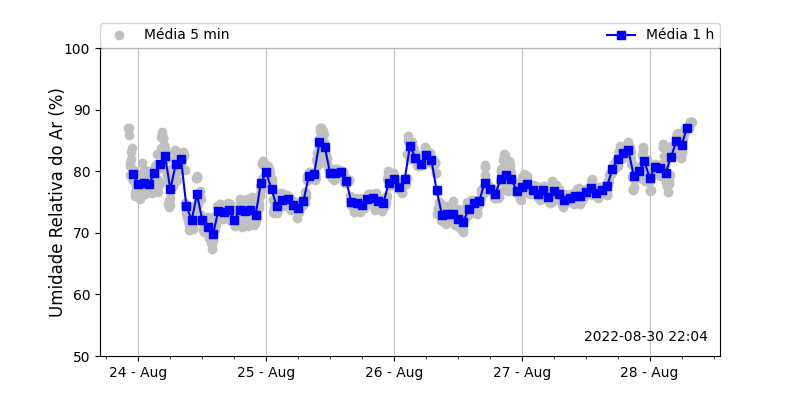 Média 5 min
Média 1 h
Umidade Relativa do Ar (%)
100
90
80
70
60
50
2022-08-30 22:04
24 - Aug
25 - Aug
26 - Aug
27 - Aug
28 - Aug